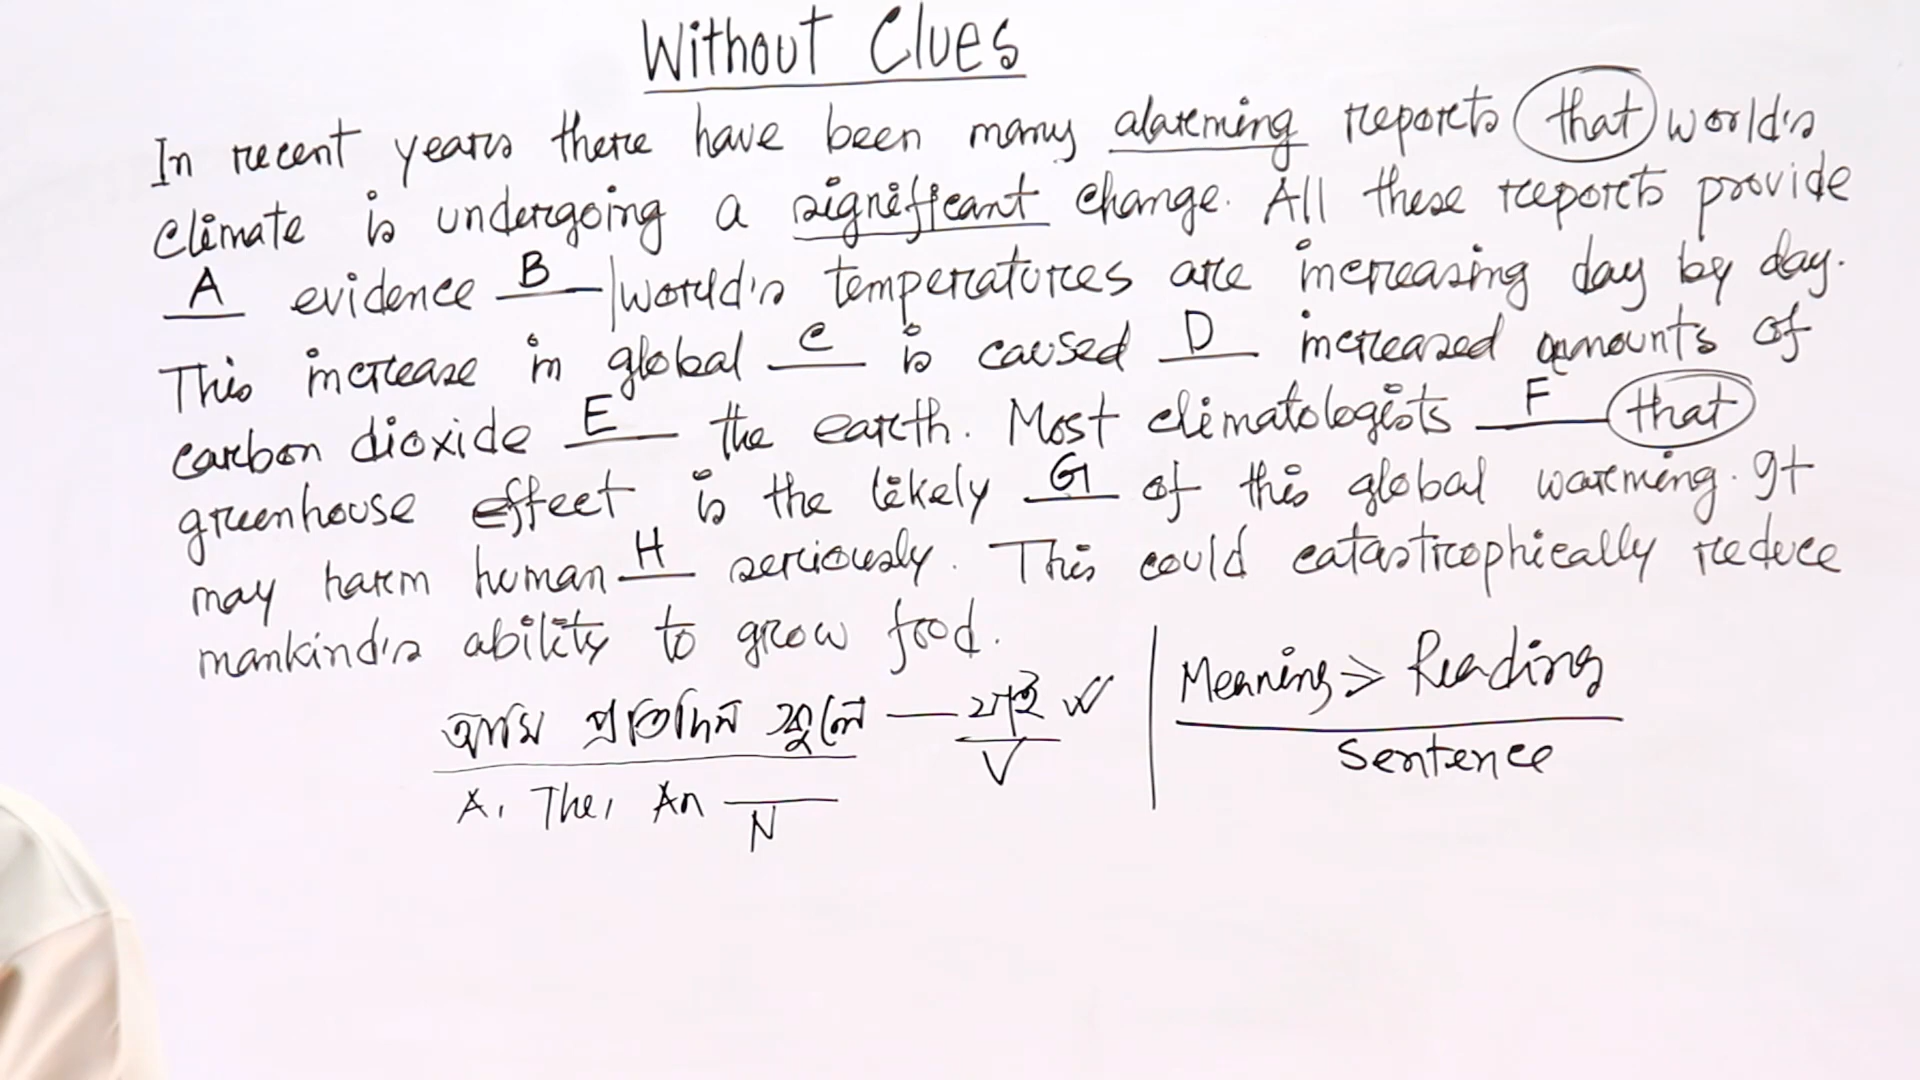 Without Clues
In recent years there have been many alarming reports that world's
climate is undergoing a significant change. All these reports provide
A evidence B world's temperatures are increasing day by day.
This increase in global C is caused D increased amounts of
carbon dioxide E the earth. Most climatologists F that
greenhouse effect is the likely G of this global warming. It
may harm human H seriously. This could catastrophically reduce
mankind's ability to grow food.
আমি প্রতিদিন স্কুলে — যাই
V
A, The, An
N
Meaning > Reading
Sentence